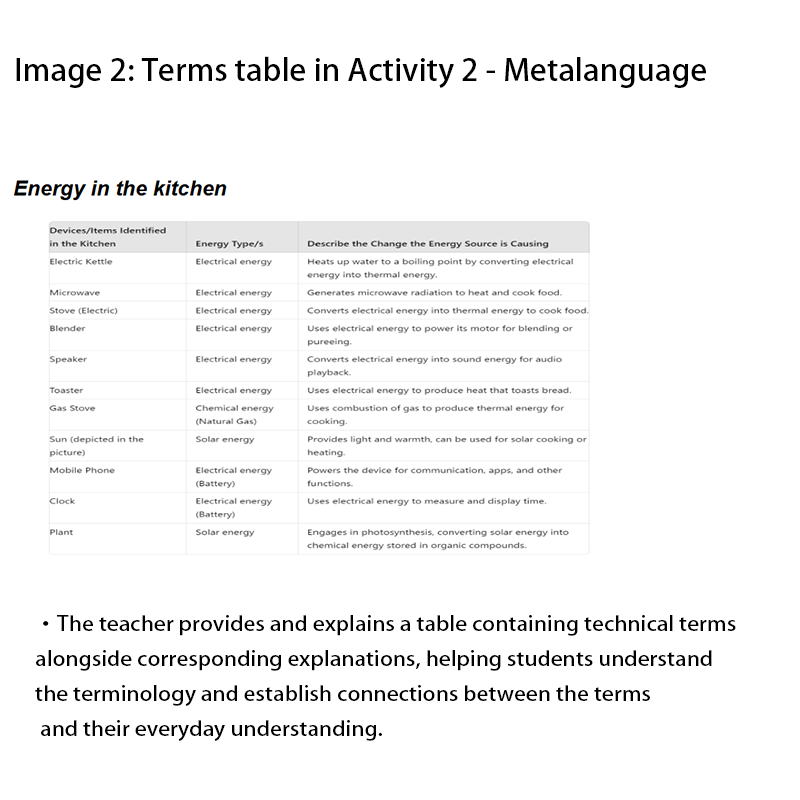 Image 2: Terms table in Activity 2 - Metalanguage
Energy in the kitchen
Devices/Items Identified
in the Kitchen Energy Type/s Describe the Change the Energy Source is Causing
Electric Kettle Electrical energy Heats up water to a boiling point by converting electrical
energy into thermal energy.
Microwave Electrical energy Generates microwave radiation to heat and cook food.
Stove (Electric) Electrical energy Converts electrical energy into thermal energy to cook food.
Blender Electrical energy Uses electrical energy to power its motor for blending or
pureeing.
Speaker Electrical energy Converts electrical energy into sound energy for audio
playback.
Toaster Electrical energy Uses electrical energy to produce heat that toasts bread.
Gas Stove Chemical energy Uses combustion of gas to produce thermal energy for
(Natural Gas) cooking.
Sun (depicted in the Solar energy Provides light and warmth, can be used for solar cooking or
picture) heating.
Mobile Phone Electrical energy Powers the device for communication, apps, and other
(Battery) functions.
Clock Electrical energy Uses electrical energy to measure and display time.
(Battery)
Plant Solar energy Engages in photosynthesis, converting solar energy into
chemical energy stored in organic compounds.
• The teacher provides and explains a table containing technical terms
alongside corresponding explanations, helping students understand
the terminology and establish connections between the terms
and their everyday understanding.